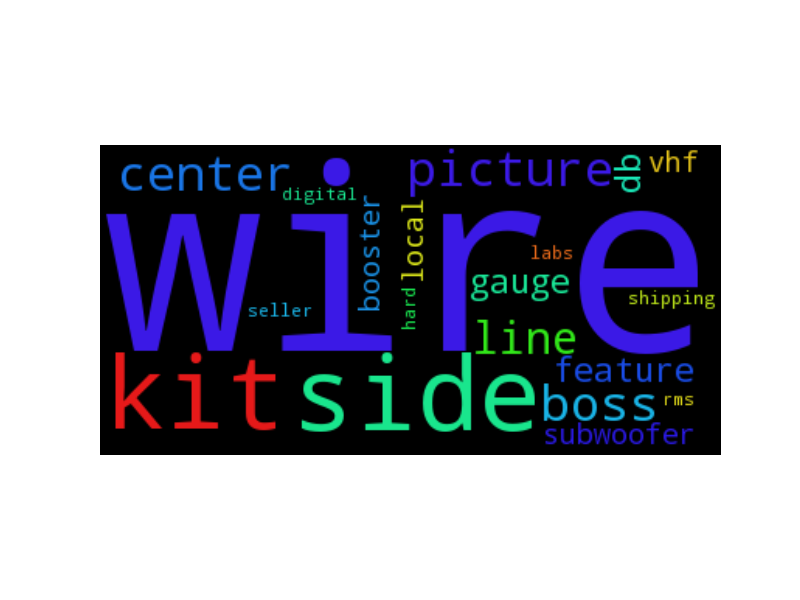 center
picture
db
vhf
digital
booster
local
wire
labs
gauge
hard
seller
shipping
line
kit
side
feature
boss
rms
subwoofer